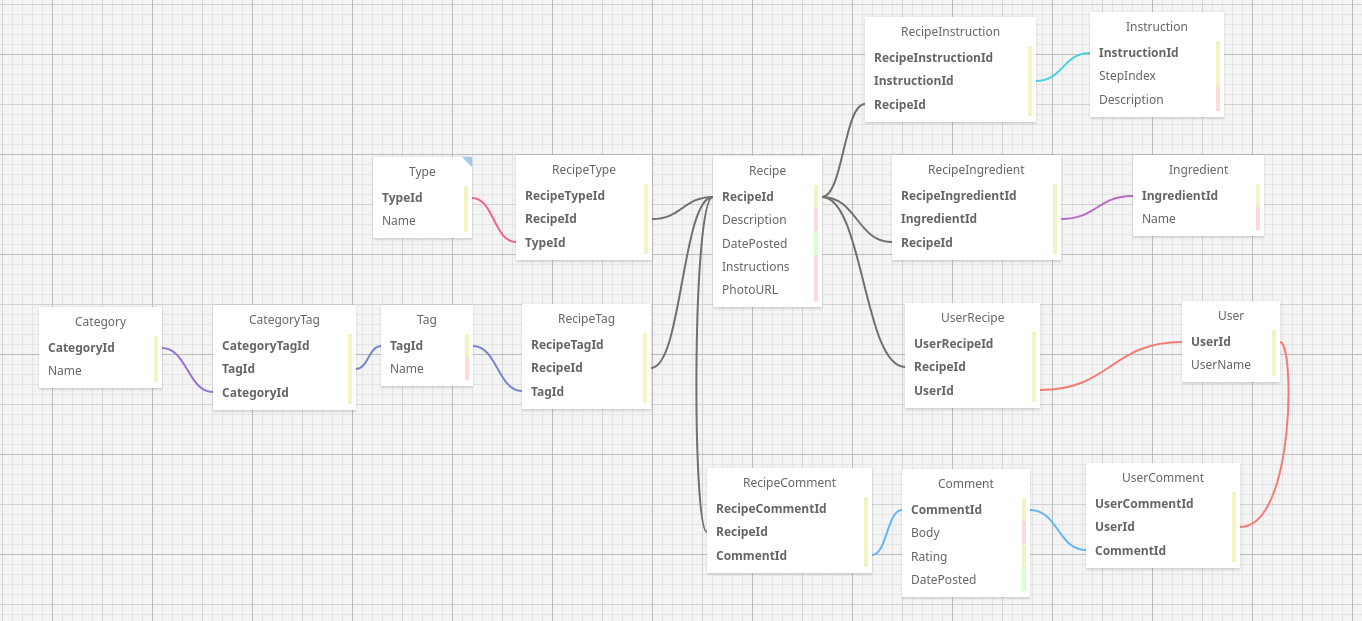 RecipeInstruction
RecipeInstructionId
InstructionId
RecipeId
Instruction
InstructionId
StepIndex
Description
Type
TypeId
Name
RecipeType
RecipeTypeId
RecipeId
TypeId
Recipe
RecipeId
Description
DatePosted
Instructions
PhotoURL
RecipeIngredient
RecipeIngredientId
IngredientId
RecipeId
Ingredient
IngredientId
Name
Category
CategoryId
Name
CategoryTag
CategoryTagId
TagId
CategoryId
Tag
TagId
Name
RecipeTag
RecipeTagId
RecipeId
TagId
UserRecipe
UserRecipeId
RecipeId
UserId
User
UserId
UserName
RecipeComment
RecipeCommentId
RecipeId
CommentId
Comment
CommentId
Body
Rating
DatePosted
UserComment
UserCommentId
UserId
CommentId